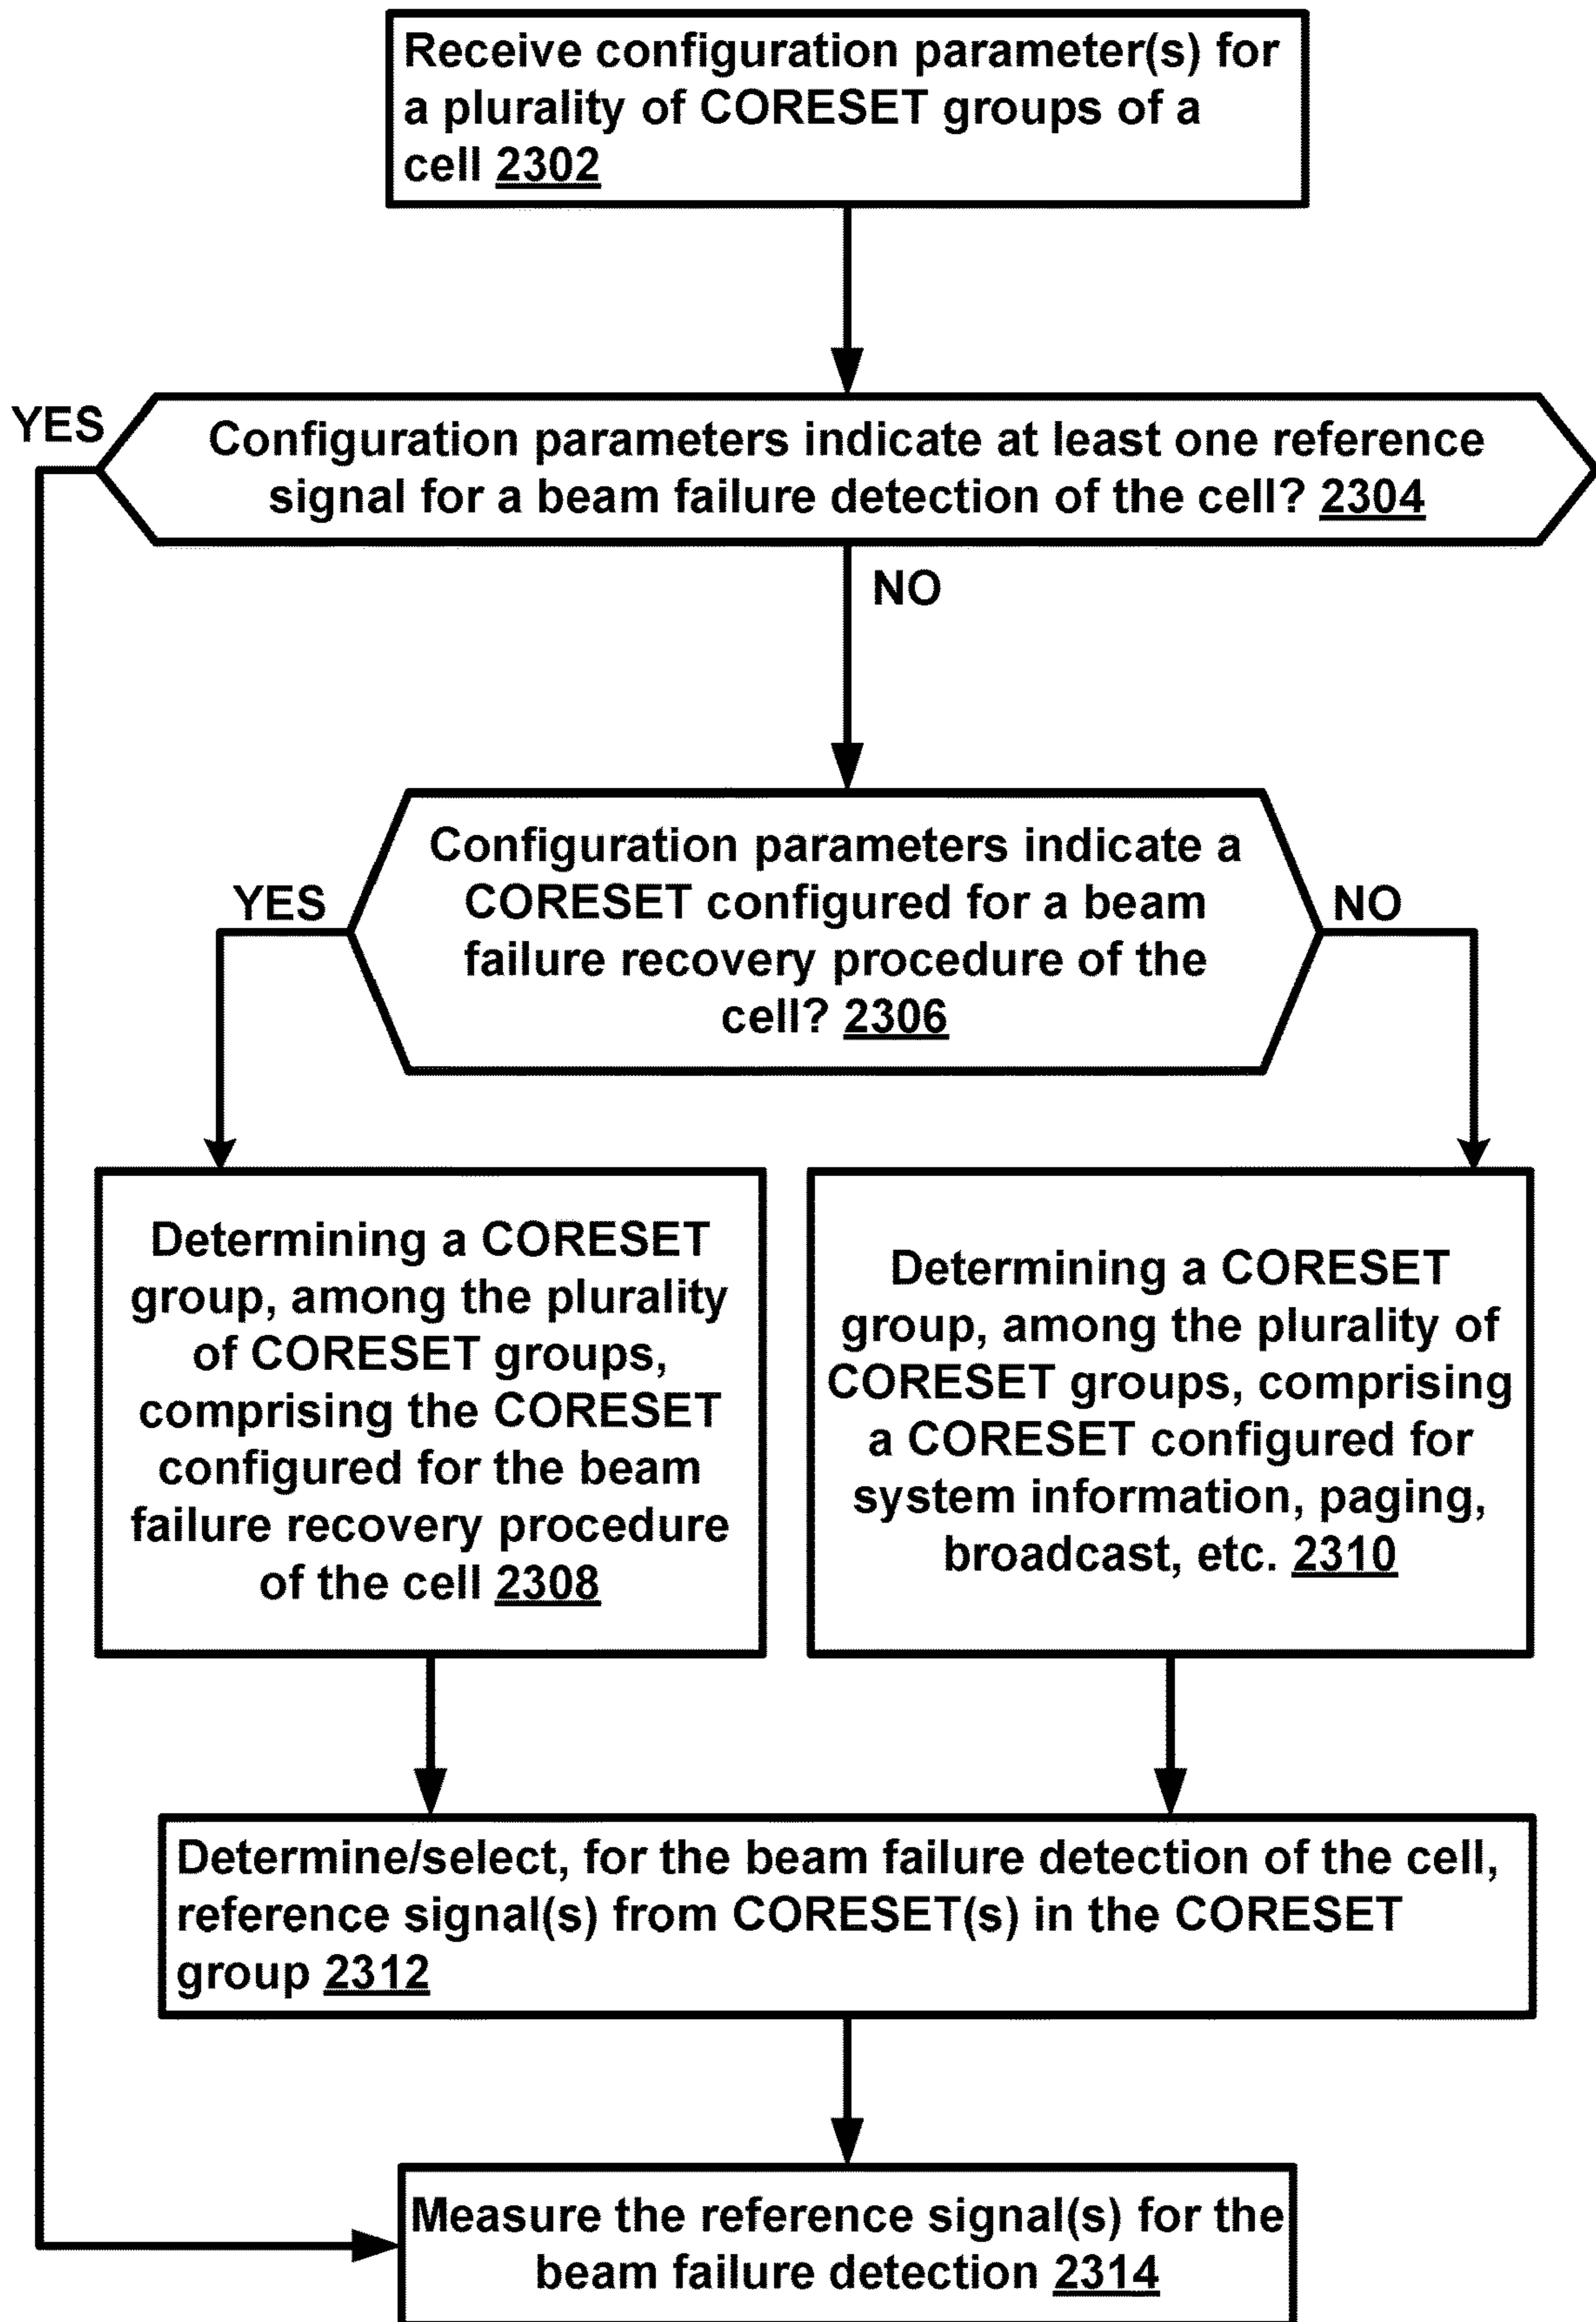 Receive configuration parameter(s) for
a plurality of CORESET groups of a
cell 2302
YES
Configuration parameters indicate at least one reference
signal for a beam failure detection of the cell? 2304
NO
Configuration parameters indicate a
CORESET configured for a beam
failure recovery procedure of the
cell? 2306
YES
NO
Determining a CORESET
group, among the plurality
of CORESET groups,
comprising the CORESET
configured for the beam
failure recovery procedure
of the cell 2308
Determining a CORESET
group, among the plurality of
CORESET groups, comprising
a CORESET configured for
system information, paging,
broadcast, etc. 2310
Determine/select, for the beam failure detection of the cell,
reference signal(s) from CORESET(s) in the CORESET
group 2312
Measure the reference signal(s) for the
beam failure detection 2314